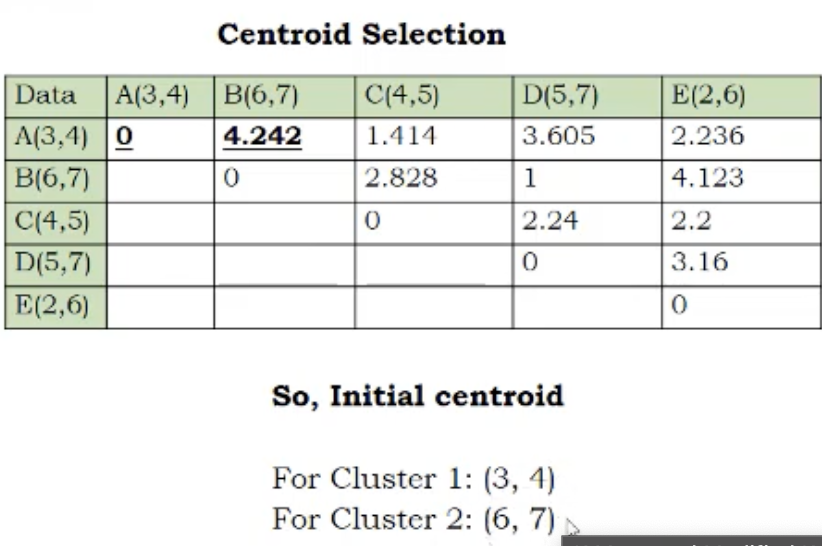 Centroid Selection
Data A(3,4) B(6,7) C(4,5) D(5,7) E(2,6)
A(3,4) 0 4.242 1.414 3.605 2.236
B(6,7) 0 2.828 1 4.123
C(4,5) 0 2.24 2.2
D(5,7) 0 3.16
E(2,6) 0
So, Initial centroid
For Cluster 1: (3, 4)
For Cluster 2: (6, 7)